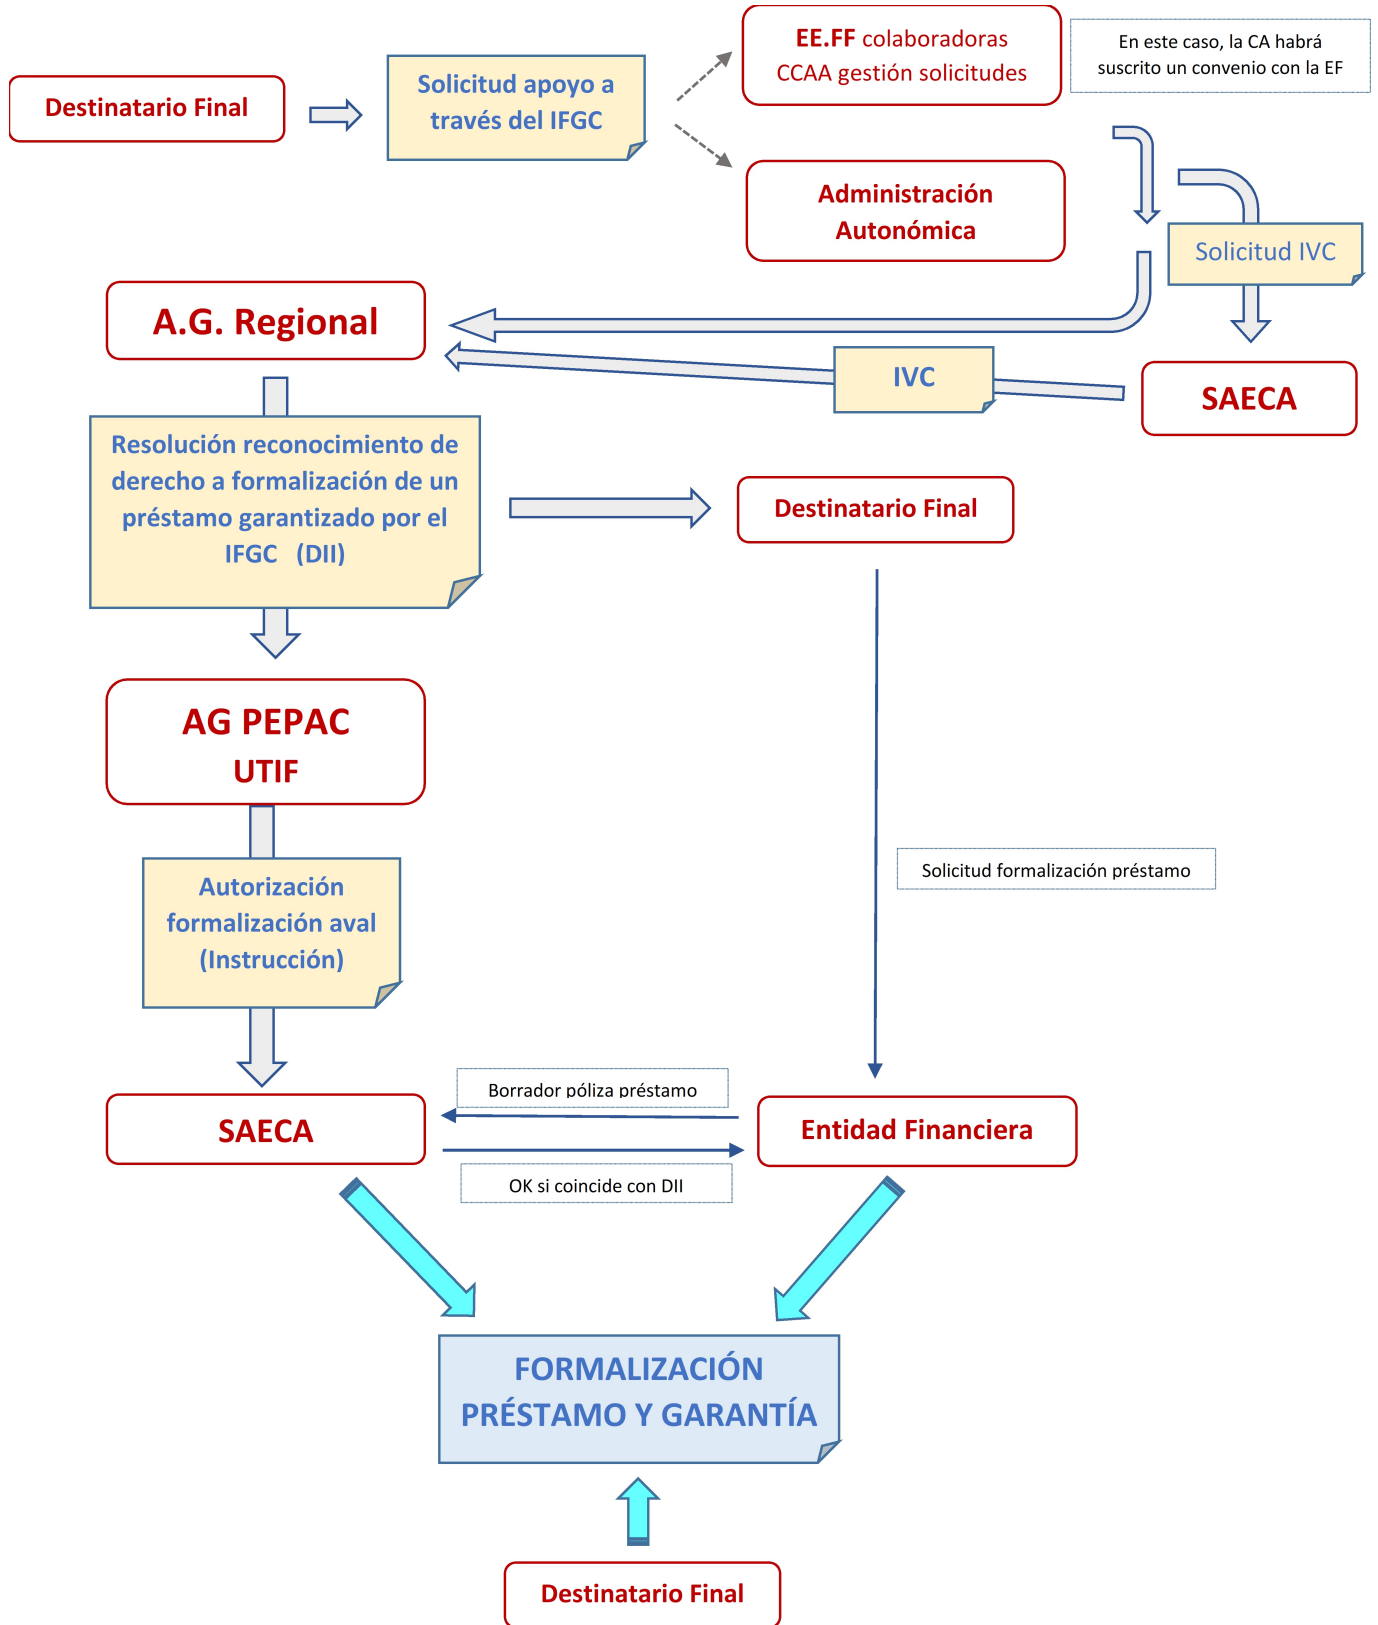 Destinatario Final
Solicitud apoyo a
través del IFGC
EE.FF colaboradoras
CCAA gestión solicitudes
En este caso, la CA habrá
suscrito un convenio con la EF
Administración
Autonómica
Solicitud IVC
A.G. Regional
IVC
SAECA
Resolución reconocimiento de
derecho a formalización de un
préstamo garantizado por el
IFGC (DII)
Destinatario Final
AG PEPAC
UTIF
Solicitud formalización préstamo
Autorización
formalización aval
(Instrucción)
Borrador póliza préstamo
SAECA
Entidad Financiera
OK si coincide con DII
FORMALIZACIÓN
PRÉSTAMO Y GARANTÍA
Destinatario Final